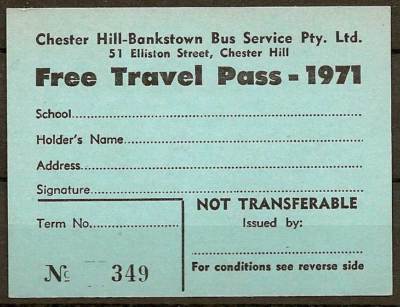 Chester Hill-Bankstown Bus Service Pty. Ltd.
51 Elliston Street, Chester Hill
Free Travel Pass - 1971
School
Holder's Name
Address
Signature
Term No.
NOT TRANSFERABLE
Issued by:
No 349
For conditions see reverse side